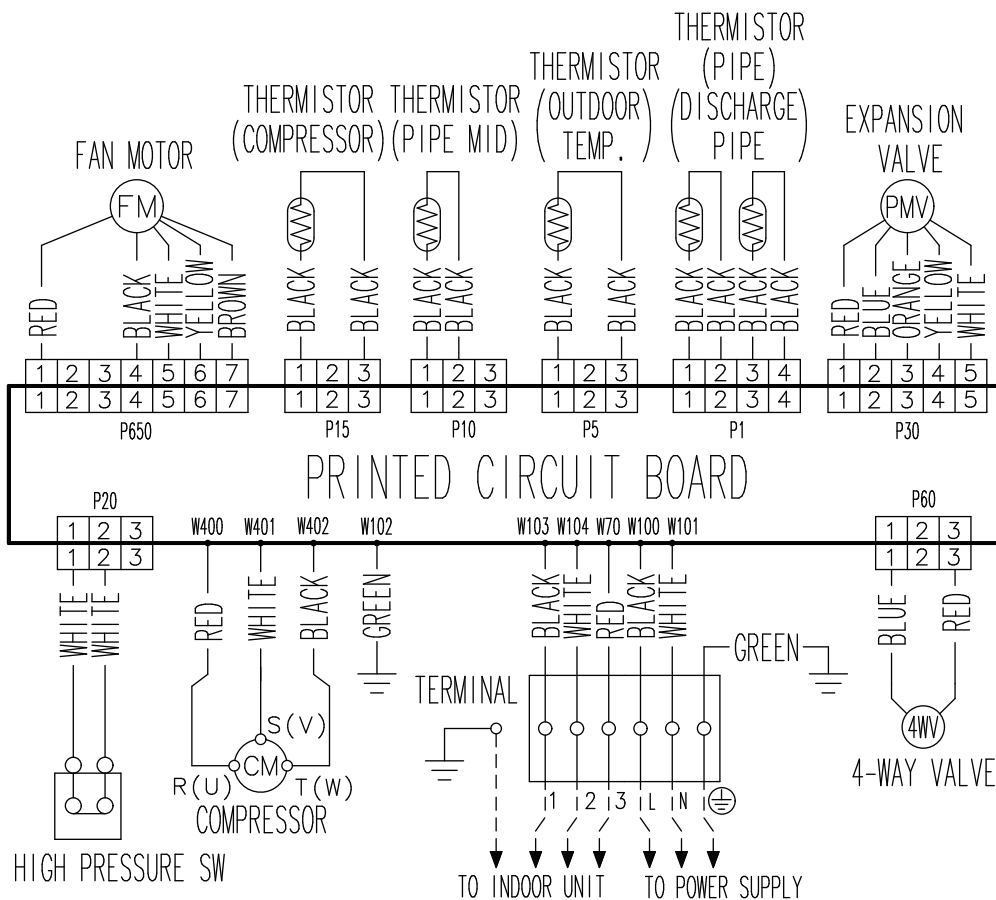 THERMISTOR
(PIPE)
(DISCHARGE)
PIPE
THERMISTOR
(OUTDOOR)
TEMP.
THERMISTOR
(COMPRESSOR)
THERMISTOR
(PIPE MID)
EXPANSION
VALVE
FAN MOTOR
FM
PMV
RED BLACK WHITE YELLOW BROWN
BLACK BLACK
BLACK BLACK
BLACK BLACK
BLACK BLACK BLACK BLACK
RED BLUE ORANGE YELLOW WHITE
1 2 3 4 5 6 7 1 2 3 1 2 3 1 2 3 1 2 3 4 1 2 3 4 5
1 2 3 4 5 6 7 1 2 3 1 2 3 1 2 3 1 2 3 4 1 2 3 4 5
P650 P15 P10 P5 P1 P30
PRINTED CIRCUIT BOARD
P20 W400 W401 W402 W102 W103 W104 W70 W100 W101 P60
1 2 3 1 2 3
1 2 3 1 2 3
WHITE WHITE RED WHITE BLACK GREEN BLACK WHITE RED BLACK WHITE BLUE RED
GREEN
TERMINAL
S(V)
4WV
CM
R(U) T(W)
4-WAY VALVE
COMPRESSOR
1 2 3 L N
HIGH PRESSURE SW
TO INDOOR UNIT TO POWER SUPPLY